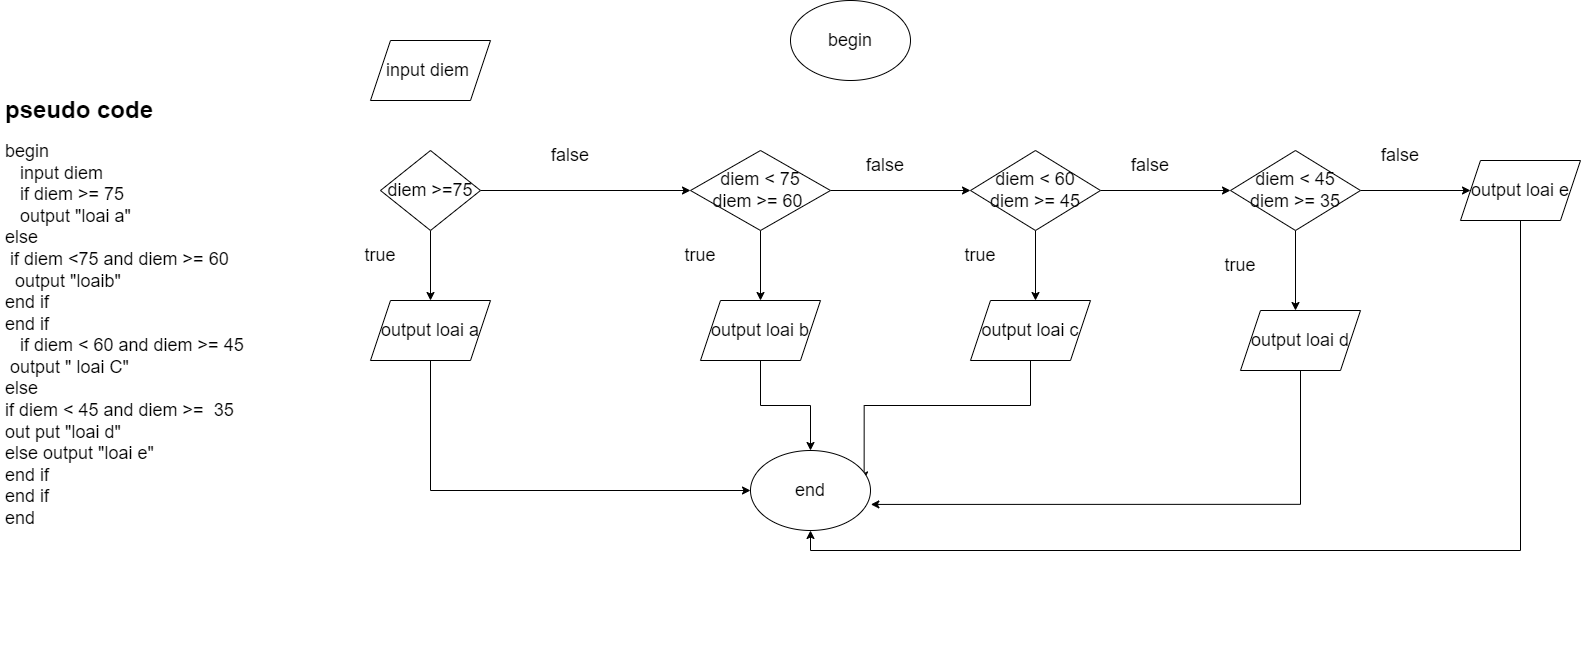 pseudo code
begin
input diem
if diem >= 75
output "loai a"
else
if diem <75 and diem >= 60
output "loaib"
end if
end if
if diem < 60 and diem >= 45
output " loai C"
else
if diem < 45 and diem >=  35
out put "loai d"
else output "loai e"
end if
end if
end
begin
input diem
diem >=75
false
diem < 75
diem >= 60
false
diem < 60
diem >= 45
false
diem < 45
diem >= 35
false
output loai e
true
true
true
true
output loai a
output loai b
output loai c
output loai d
end